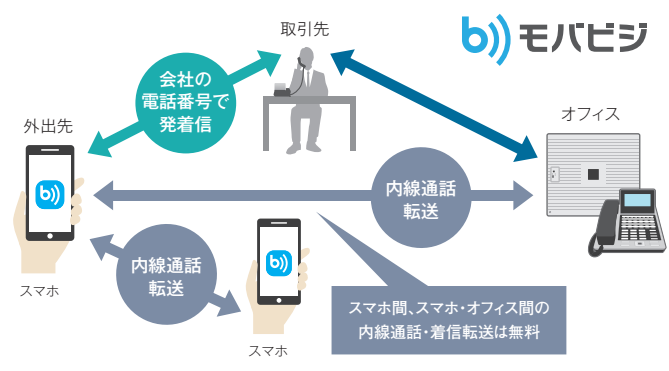 取引先
b モバビジ
会社の
電話番号で
発着信
オフィス
外出先
b
内線通話
転送
内線通話
転送
b
スマホ
スマホ間、スマホ・オフィス間の
内線通話・着信転送は無料
スマホ